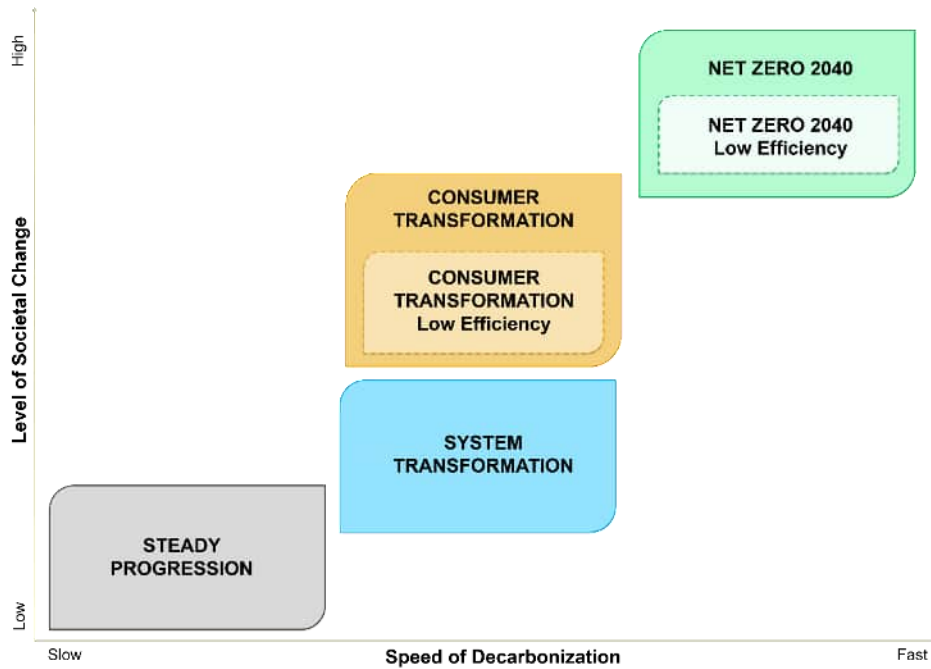 High
NET ZERO 2040
NET ZERO 2040
Low Efficiency
CONSUMER
TRANSFORMATION
CONSUMER
TRANSFORMATION
Low Efficiency
Level of Societal Change
SYSTEM
TRANSFORMATION
STEADY
PROGRESSION
Low
Slow
Speed of Decarbonization
Fast